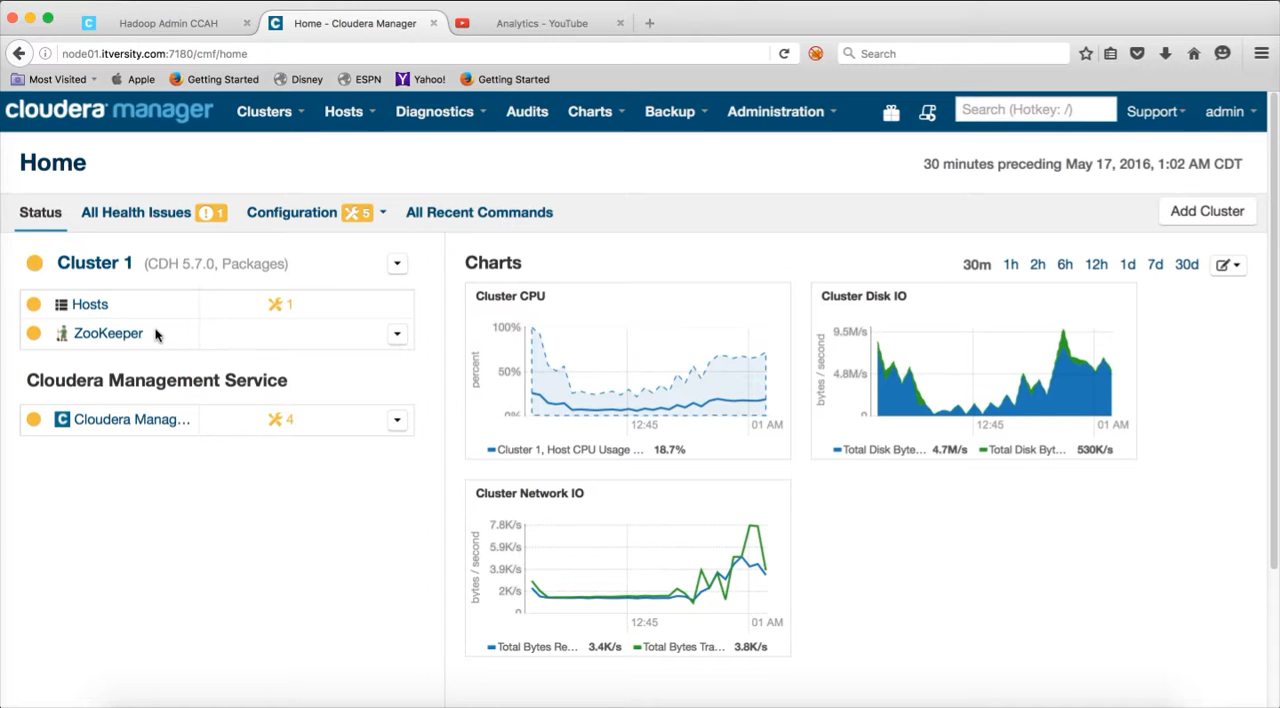 Hadoop Admin CCAH
Home - Cloudera Manager
Analytics - YouTube
node01.itversity.com:7180/cmf/home
Search
Most Visited
Apple
Getting Started
Disney
ESPN
Yahoo!
Getting Started
cloudera manager
Clusters
Hosts
Diagnostics
Audits
Charts
Backup
Administration
Search (Hotkey: /)
Support
admin
Home
30 minutes preceding May 17, 2016, 1:02 AM CDT
Status
All Health Issues 1
Configuration 5
All Recent Commands
Add Cluster
Cluster 1 (CDH 5.7.0, Packages)
Hosts 1
ZooKeeper
Cloudera Management Service
Cloudera Manag... 4
Charts
30m 1h 2h 6h 12h 1d 7d 30d
Cluster CPU
percent
100%
50%
0%
12:45 01 AM
Cluster 1, Host CPU Usage ... 18.7%
Cluster Disk IO
bytes / second
9.5M/s
4.8M/s
0
12:45 01 AM
Total Disk Byte... 4.7M/s Total Disk Byt... 530K/s
Cluster Network IO
bytes / second
7.8K/s
5.9K/s
3.9K/s
2K/s
0
12:45 01 AM
Total Bytes Re... 3.4K/s Total Bytes Tra... 3.8K/s